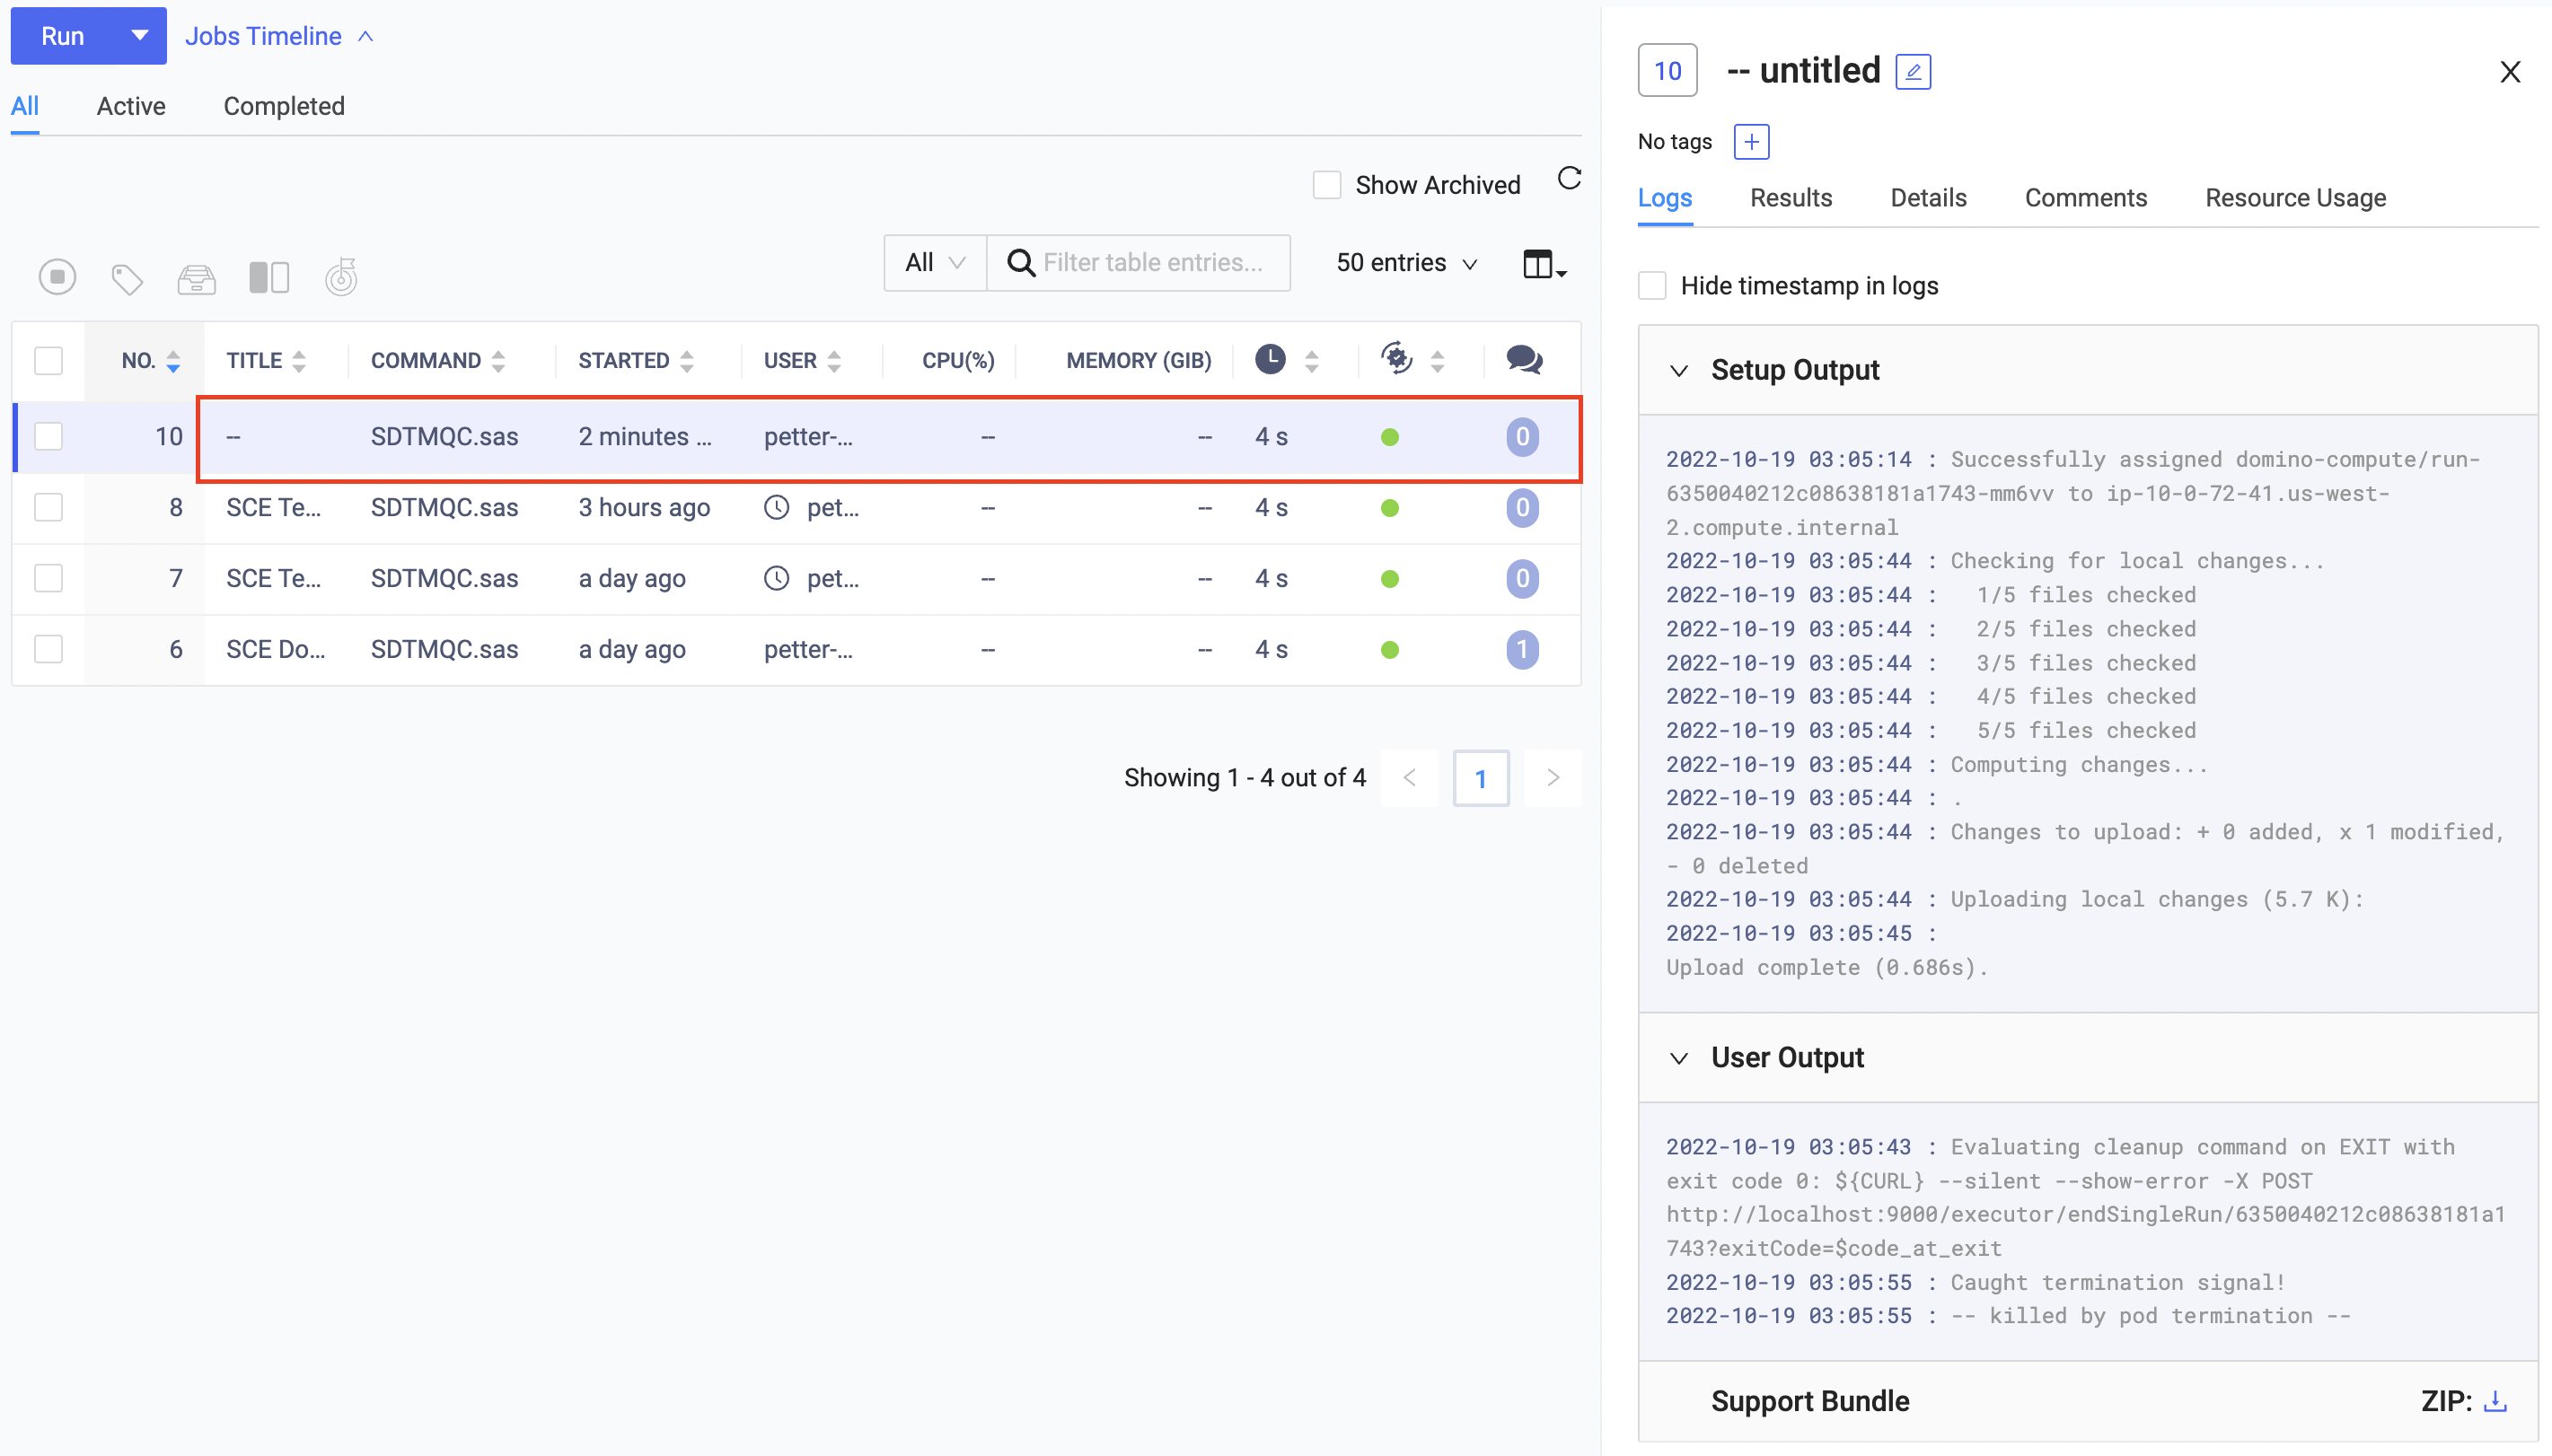 Run
Jobs Timeline
All Active Completed
Show Archived
All Filter table entries... 50 entries
NO. TITLE COMMAND STARTED USER CPU(%) MEMORY (GIB)
10 -- SDTMQC.sas 2 minutes ... petter-... -- -- 4 s 0
8 SCE Te... SDTMQC.sas 3 hours ago pet... -- -- 4 s 0
7 SCE Te... SDTMQC.sas a day ago pet... -- -- 4 s 0
6 SCE Do... SDTMQC.sas a day ago petter-... -- -- 4 s 1
Showing 1 - 4 out of 4 < 1 >
10 -- untitled X
No tags +
Logs Results Details Comments Resource Usage
Hide timestamp in logs
Setup Output
2022-10-19 03:05:14 : Successfully assigned domino-compute/run-
6350040212c08638181a1743-mm6vv to ip-10-0-72-41.us-west-
2.compute.internal
2022-10-19 03:05:44 : Checking for local changes...
2022-10-19 03:05:44 :   1/5 files checked
2022-10-19 03:05:44 :   2/5 files checked
2022-10-19 03:05:44 :   3/5 files checked
2022-10-19 03:05:44 :   4/5 files checked
2022-10-19 03:05:44 :   5/5 files checked
2022-10-19 03:05:44 : Computing changes...
2022-10-19 03:05:44 : .
2022-10-19 03:05:44 : Changes to upload: + 0 added, x 1 modified,
- 0 deleted
2022-10-19 03:05:44 : Uploading local changes (5.7 K):
2022-10-19 03:05:45 :
Upload complete (0.686s).
User Output
2022-10-19 03:05:43 : Evaluating cleanup command on EXIT with
exit code 0: ${CURL} --silent --show-error -X POST
http://localhost:9000/executor/endSingleRun/6350040212c08638181a1
743?exitCode=$code_at_exit
2022-10-19 03:05:55 : Caught termination signal!
2022-10-19 03:05:55 : -- killed by pod termination --
Support Bundle ZIP: